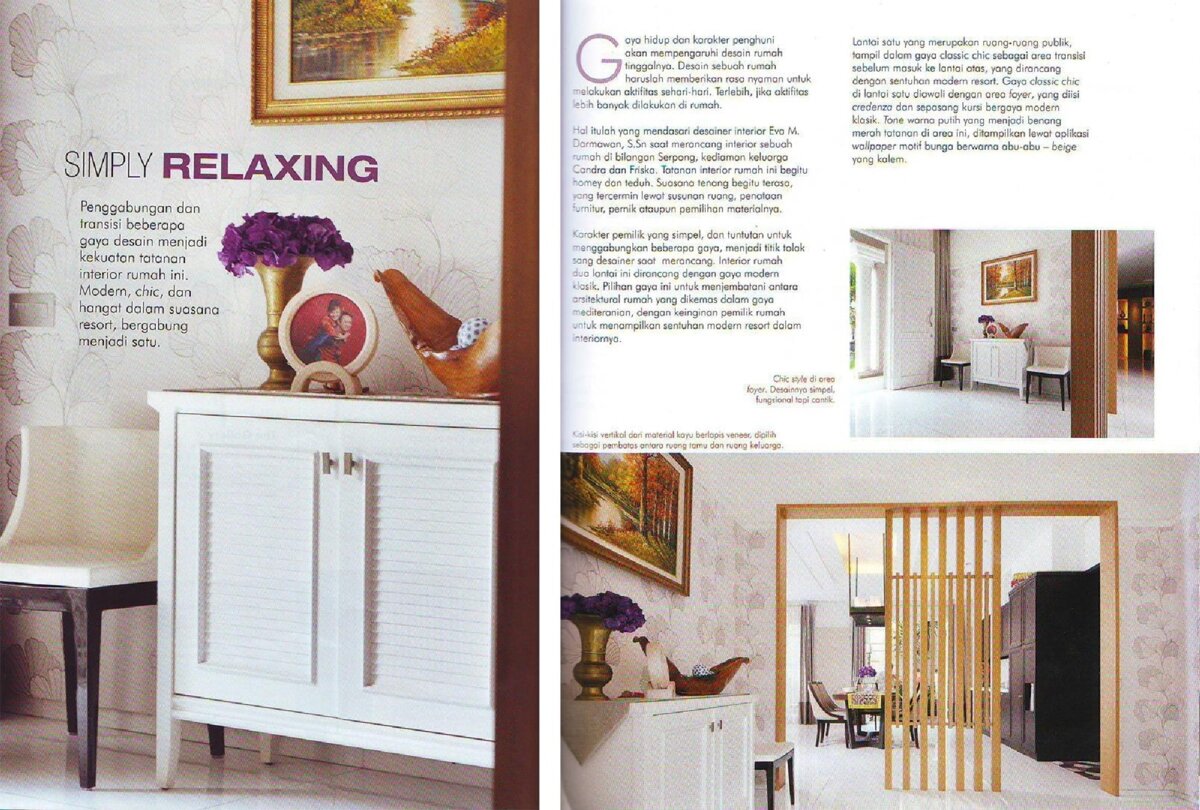 SIMPLY RELAXING
Penggabungan dan
transisi beberapa
gaya desain menjadi
kekuatan tatanan
interior rumah ini.
Modern, chic, dan
hangat dalam suasana
resort, bergabung
menjadi satu.
Gaya hidup dan karakter penghuni
akan mempengaruhi desain rumah
tinggalnya. Desain sebuah rumah
haruslah memberikan rasa nyaman untuk
melakukan aktifitas sehari-hari. Terlebih, jika aktifitas
lebih banyak dilakukan di rumah.
Hal itulah yang mendasari desainer interior Eva M.
Darmawan, S.Sn saat merancang interior sebuah
rumah di bilangan Serpong, kediaman keluarga
Candra dan Friska. Tatanan interior rumah ini begitu
homey dan teduh. Suasana tenang begitu terasa,
yang tercermin lewat susunan ruang, penataan
furnitur, pernik ataupun pemilihan materialnya.
Karakter pemilik yang simpel, dan tuntutan untuk
menggabungkan beberapa gaya, menjadi titik tolak
sang desainer saat merancang. Interior rumah
dua lantai ini dirancang dengan gaya modern
klasik. Pilihan gaya ini untuk menjembatani antara
arsitektural rumah yang dikemas dalam gaya
mediteranian, dengan keinginan pemilik rumah
untuk menampilkan sentuhan modern resort dalam
interiornya.
Chic style di area
foyer. Desainnya simpel,
fungsional tapi cantik.
Kisi-kisi vertikal dari material kayu berlapis veneer, dipilih
sebagai pembatas antara ruang tamu dan ruang keluarga.
Lantai satu yang merupakan ruang-ruang publik,
tampil dalam gaya classic chic sebagai area transisi
sebelum masuk ke lantai atas, yang dirancang
dengan sentuhan modern resort. Gaya classic chic
di lantai satu diawali dengan area foyer, yang diisi
credenza dan sepasang kursi bergaya modern
klasik. Tone warna putih yang menjadi benang
merah tatanan di area ini, ditampilkan lewat aplikasi
wallpaper motif bunga berwarna abu-abu – beige
yang kalem.